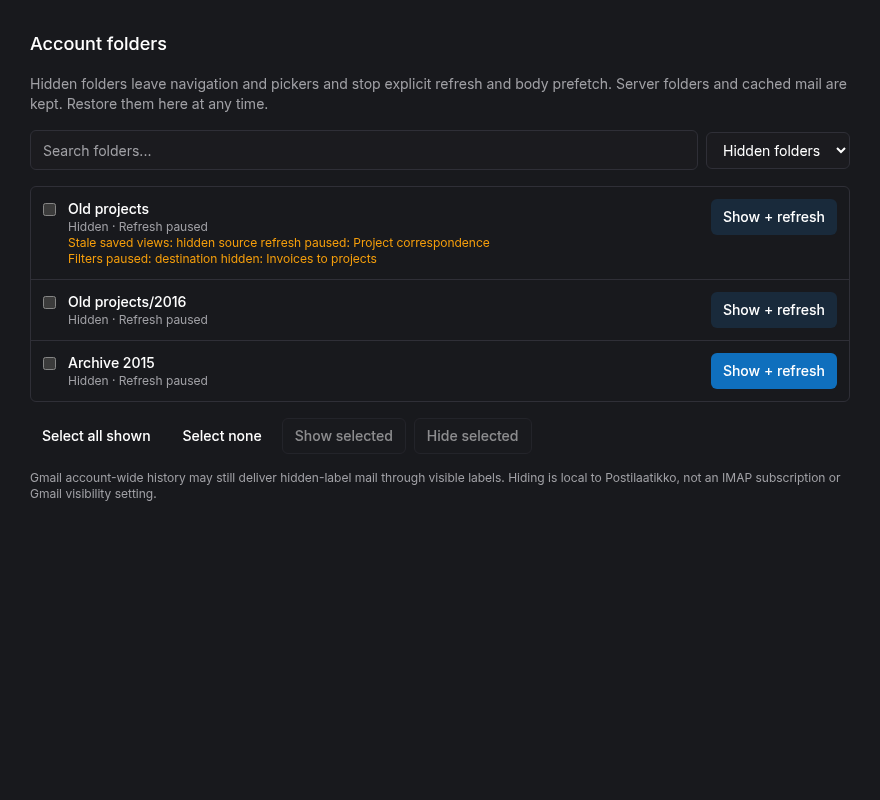 Account folders
Hidden folders leave navigation and pickers and stop explicit refresh and body prefetch. Server folders and cached mail are
kept. Restore them here at any time.
Search folders...
Hidden folders
Old projects
Hidden · Refresh paused
Stale saved views: hidden source refresh paused: Project correspondence
Filters paused: destination hidden: Invoices to projects
Show + refresh
Old projects/2016
Hidden · Refresh paused
Show + refresh
Archive 2015
Hidden · Refresh paused
Show + refresh
Select all shown
Select none
Show selected
Hide selected
Gmail account-wide history may still deliver hidden-label mail through visible labels. Hiding is local to Postilaatikko, not an IMAP subscription or
Gmail visibility setting.